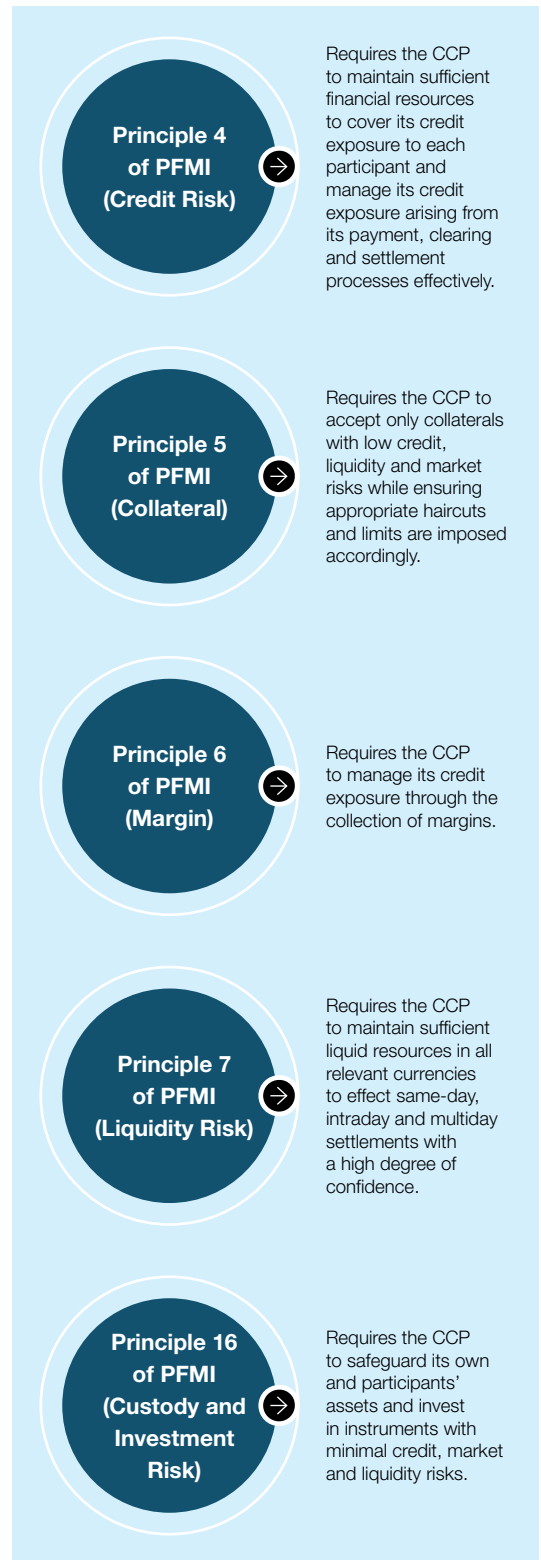 Principle 4
of PFMI
(Credit Risk)
Requires the CCP
to maintain sufficient
financial resources
to cover its credit
exposure to each
participant and
manage its credit
exposure arising from
its payment, clearing
and settlement
processes effectively.
Principle 5
of PFMI
(Collateral)
Requires the CCP to
accept only collaterals
with low credit,
liquidity and market
risks while ensuring
appropriate haircuts
and limits are imposed
accordingly.
Principle 6
of PFMI
(Margin)
Requires the CCP
to manage its credit
exposure through the
collection of margins.
Principle 7
of PFMI
(Liquidity Risk)
Requires the CCP
to maintain sufficient
liquid resources in all
relevant currencies
to effect same-day,
intraday and multiday
settlements with
a high degree of
confidence.
Principle 16
of PFMI
(Custody and
Investment
Risk)
Requires the CCP
to safeguard its own
and participants’
assets and invest
in instruments with
minimal credit, market
and liquidity risks.